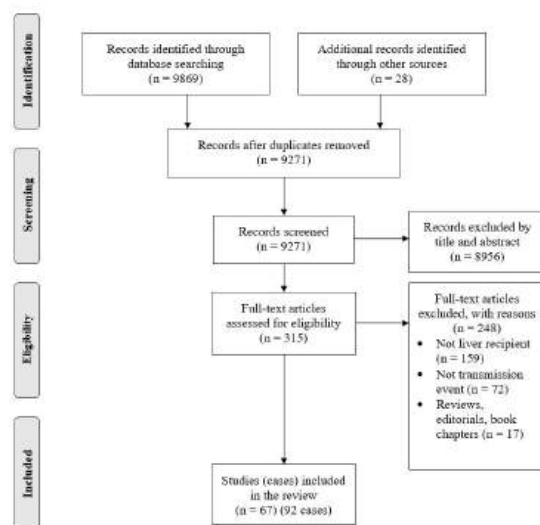 Identification
Records identified through
database searching
(n = 9869)
Additional records identified
through other sources
(n = 28)
Records after duplicates removed
(n = 9271)
Screening
Records screened
(n = 9271)
Records excluded by
title and abstract
(n = 8956)
Eligibility
Full-text articles
assessed for eligibility
(n = 315)
Full-text articles
excluded, with reasons
(n = 248)
• Not liver recipient
(n = 159)
• Not transmission
event (n = 72)
• Reviews,
editorials, book
chapters (n = 17)
Included
Studies (cases) included
in the review
(n = 67) (92 cases)